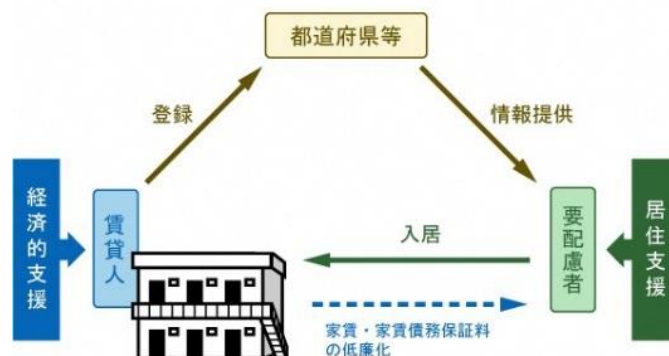 都道府県等
登録
情報提供
経済的支援
賃貸人
入居
要配慮者
居住支援
家賃・家賃債務保証料
の低廉化